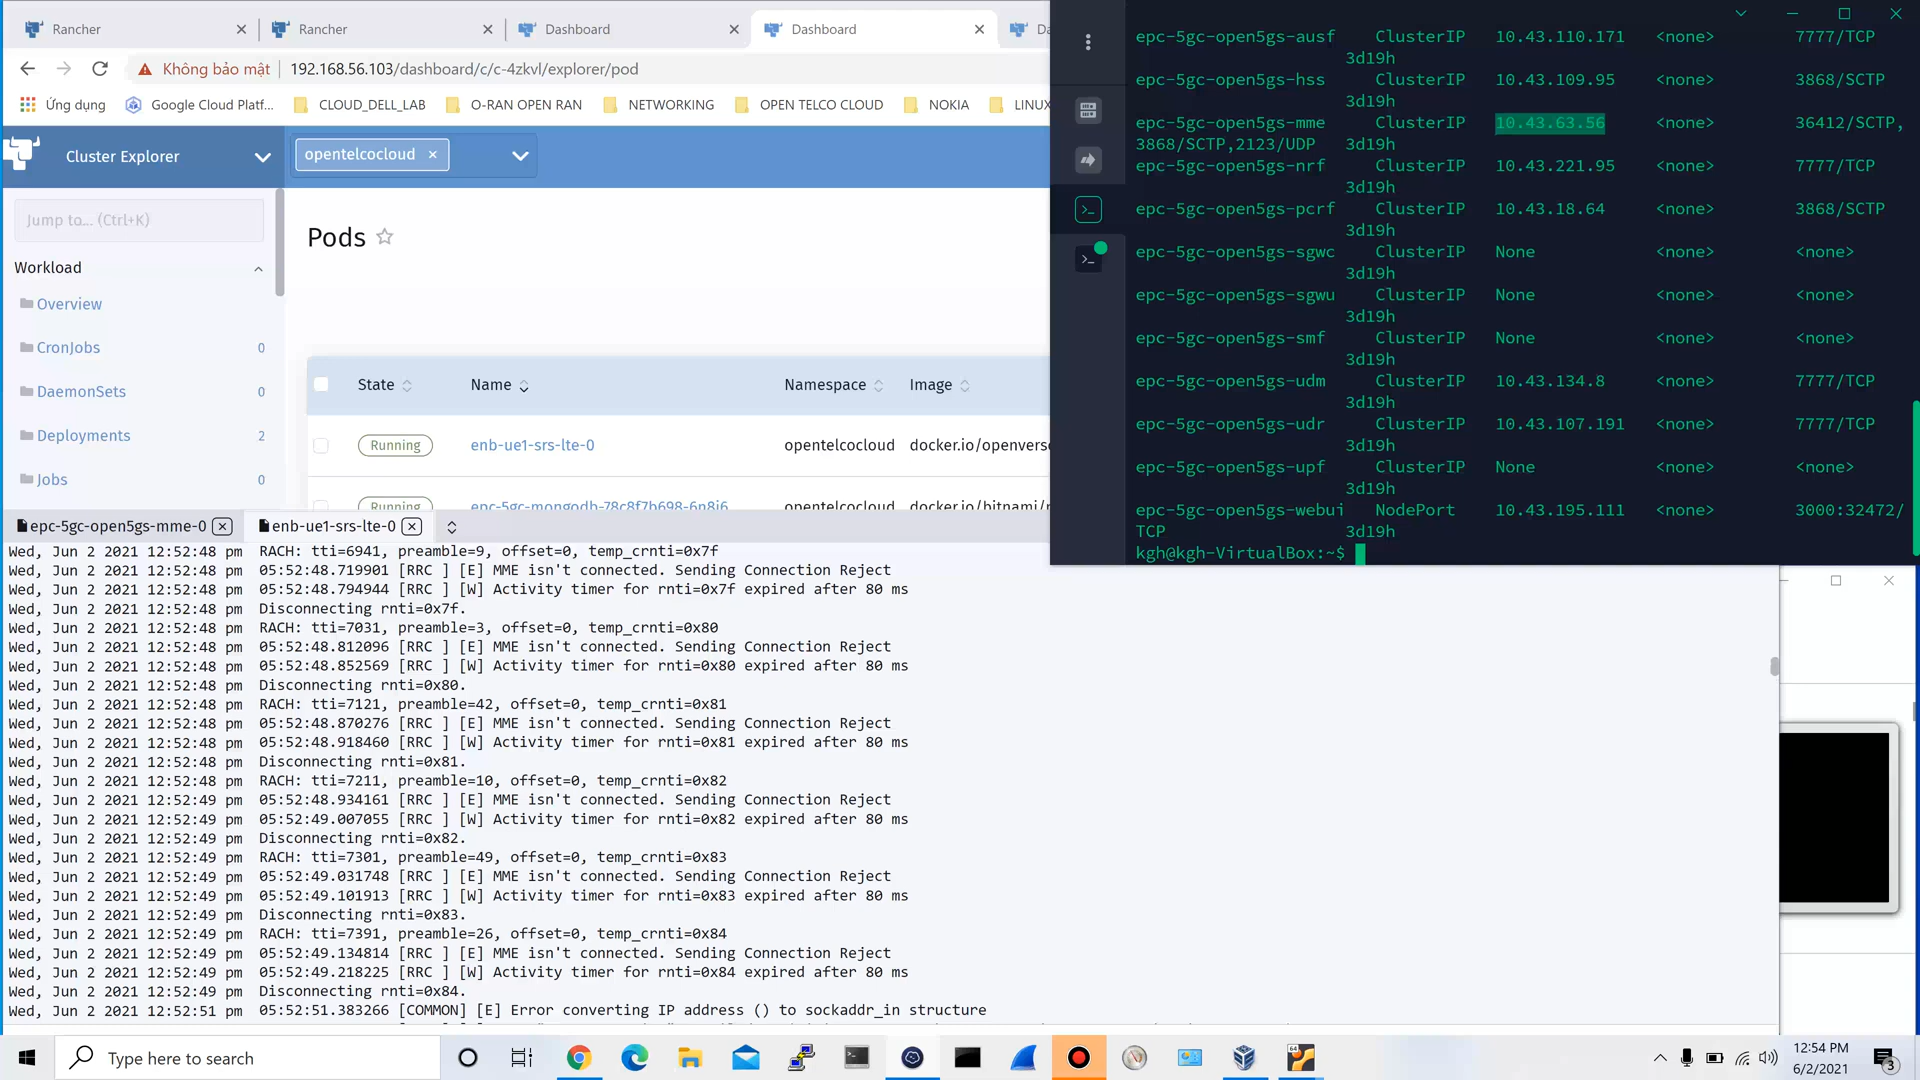 Rancher
Rancher
Dashboard
Dashboard
Da
Không bảo mật
192.168.56.103/dashboard/c/c-4zkvl/explorer/pod
Ứng dụng
Google Cloud Platf...
CLOUD_DELL_LAB
O-RAN OPEN RAN
NETWORKING
OPEN TELCO CLOUD
NOKIA
LINUX
Cluster Explorer
opentelcocloud ×
Jump to... (Ctrl+K)
Workload
Overview
CronJobs 0
DaemonSets 0
Deployments 2
Jobs 0
Pods
State Name Namespace Image
Running enb-ue1-srs-lte-0 opentelcocloud docker.io/openverso
Running epc-5gc-mongodb-78c8f7b698-6n8j6 opentelcocloud docker.io/bitnami/
epc-5gc-open5gs-ausf ClusterIP 10.43.110.171 <none> 7777/TCP
3d19h
epc-5gc-open5gs-hss ClusterIP 10.43.109.95 <none> 3868/SCTP
3d19h
epc-5gc-open5gs-mme ClusterIP 10.43.63.56 <none> 36412/SCTP,
3868/SCTP,2123/UDP 3d19h
epc-5gc-open5gs-nrf ClusterIP 10.43.221.95 <none> 7777/TCP
3d19h
epc-5gc-open5gs-pcrf ClusterIP 10.43.18.64 <none> 3868/SCTP
3d19h
epc-5gc-open5gs-sgwc ClusterIP None <none> <none>
3d19h
epc-5gc-open5gs-sgwu ClusterIP None <none> <none>
3d19h
epc-5gc-open5gs-smf ClusterIP None <none> <none>
3d19h
epc-5gc-open5gs-udm ClusterIP 10.43.134.8 <none> 7777/TCP
3d19h
epc-5gc-open5gs-udr ClusterIP 10.43.107.191 <none> 7777/TCP
3d19h
epc-5gc-open5gs-upf ClusterIP None <none> <none>
3d19h
epc-5gc-open5gs-webui NodePort 10.43.195.111 <none> 3000:32472/
TCP 3d19h
kgh@kgh-VirtualBox:~$
epc-5gc-open5gs-mme-0
enb-ue1-srs-lte-0
Wed, Jun 2 2021 12:52:48 pm RACH: tti=6941, preamble=9, offset=0, temp_crnti=0x7f
Wed, Jun 2 2021 12:52:48 pm 05:52:48.719901 [RRC ] [E] MME isn't connected. Sending Connection Reject
Wed, Jun 2 2021 12:52:48 pm 05:52:48.794944 [RRC ] [W] Activity timer for rnti=0x7f expired after 80 ms
Wed, Jun 2 2021 12:52:48 pm Disconnecting rnti=0x7f.
Wed, Jun 2 2021 12:52:48 pm RACH: tti=7031, preamble=3, offset=0, temp_crnti=0x80
Wed, Jun 2 2021 12:52:48 pm 05:52:48.812096 [RRC ] [E] MME isn't connected. Sending Connection Reject
Wed, Jun 2 2021 12:52:48 pm 05:52:48.852569 [RRC ] [W] Activity timer for rnti=0x80 expired after 80 ms
Wed, Jun 2 2021 12:52:48 pm Disconnecting rnti=0x80.
Wed, Jun 2 2021 12:52:48 pm RACH: tti=7121, preamble=42, offset=0, temp_crnti=0x81
Wed, Jun 2 2021 12:52:48 pm 05:52:48.870276 [RRC ] [E] MME isn't connected. Sending Connection Reject
Wed, Jun 2 2021 12:52:48 pm 05:52:48.918460 [RRC ] [W] Activity timer for rnti=0x81 expired after 80 ms
Wed, Jun 2 2021 12:52:48 pm Disconnecting rnti=0x81.
Wed, Jun 2 2021 12:52:48 pm RACH: tti=7211, preamble=10, offset=0, temp_crnti=0x82
Wed, Jun 2 2021 12:52:49 pm 05:52:48.934161 [RRC ] [E] MME isn't connected. Sending Connection Reject
Wed, Jun 2 2021 12:52:49 pm 05:52:49.007055 [RRC ] [W] Activity timer for rnti=0x82 expired after 80 ms
Wed, Jun 2 2021 12:52:49 pm Disconnecting rnti=0x82.
Wed, Jun 2 2021 12:52:49 pm RACH: tti=7301, preamble=49, offset=0, temp_crnti=0x83
Wed, Jun 2 2021 12:52:49 pm 05:52:49.031748 [RRC ] [E] MME isn't connected. Sending Connection Reject
Wed, Jun 2 2021 12:52:49 pm 05:52:49.101913 [RRC ] [W] Activity timer for rnti=0x83 expired after 80 ms
Wed, Jun 2 2021 12:52:49 pm Disconnecting rnti=0x83.
Wed, Jun 2 2021 12:52:49 pm RACH: tti=7391, preamble=26, offset=0, temp_crnti=0x84
Wed, Jun 2 2021 12:52:49 pm 05:52:49.134814 [RRC ] [E] MME isn't connected. Sending Connection Reject
Wed, Jun 2 2021 12:52:49 pm 05:52:49.218225 [RRC ] [W] Activity timer for rnti=0x84 expired after 80 ms
Wed, Jun 2 2021 12:52:49 pm Disconnecting rnti=0x84.
Wed, Jun 2 2021 12:52:51 pm 05:52:51.383266 [COMMON] [E] Error converting IP address () to sockaddr_in structure
Type here to search
12:54 PM
6/2/2021
3